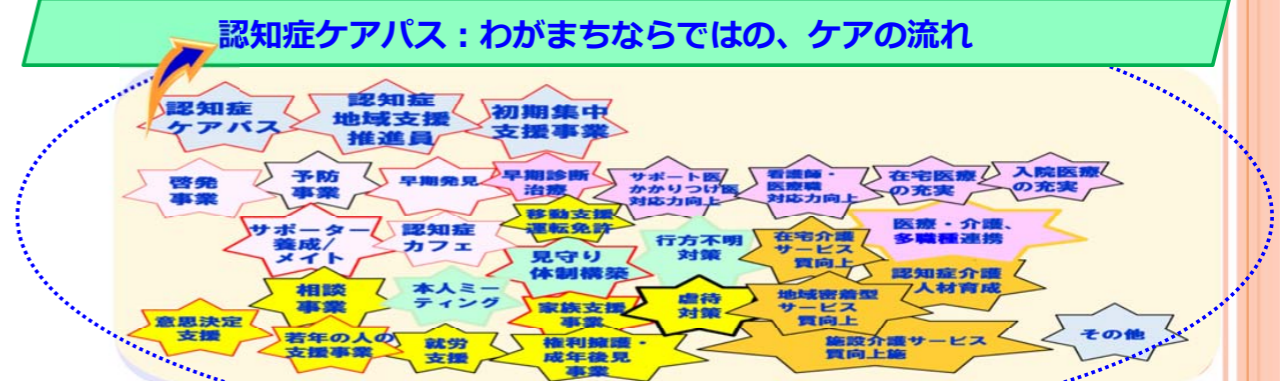 認知症ケアパス：わがまちならではの、ケアの流れ
認知症
ケアパス
認知症
地域支援
推進員
初期集中
支援事業
啓発
事業
予防
事業
早期発見
早期診断
治療
サポート医
かかりつけ医
対応力向上
看護師・
医療職
対応力向上
在宅医療
の充実
入院医療
の充実
サポーター
養成/
メイト
認知症
カフェ
移動支援
運転免許
見守り
体制構築
行方不明
対策
在宅介護
サービス
質向上
医療・介護、
多職種連携
認知症介護
人材育成
相談
事業
本人ミー
ティング
家族支援
事業
虐待
対策
地域密着型
サービス
質向上
意思決定
支援
若年の人の
支援事業
就労
支援
権利擁護・
成年後見
事業
施設介護サービス
質向上施
その他